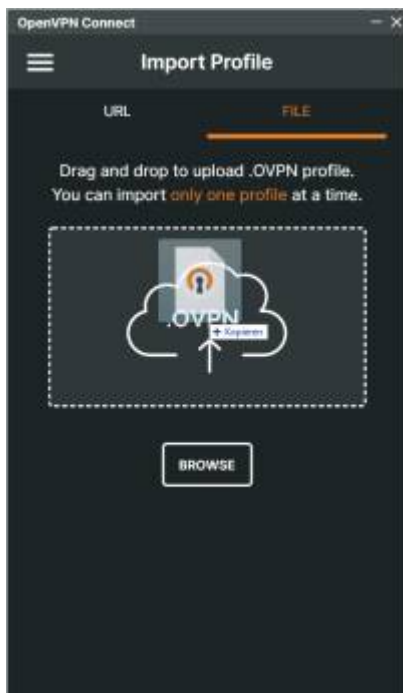 OpenVPN Connect
Import Profile
URL
FILE
Drag and drop to upload .OVPN profile.
You can import only one profile at a time.
.OVPN
+ Kopieren
BROWSE